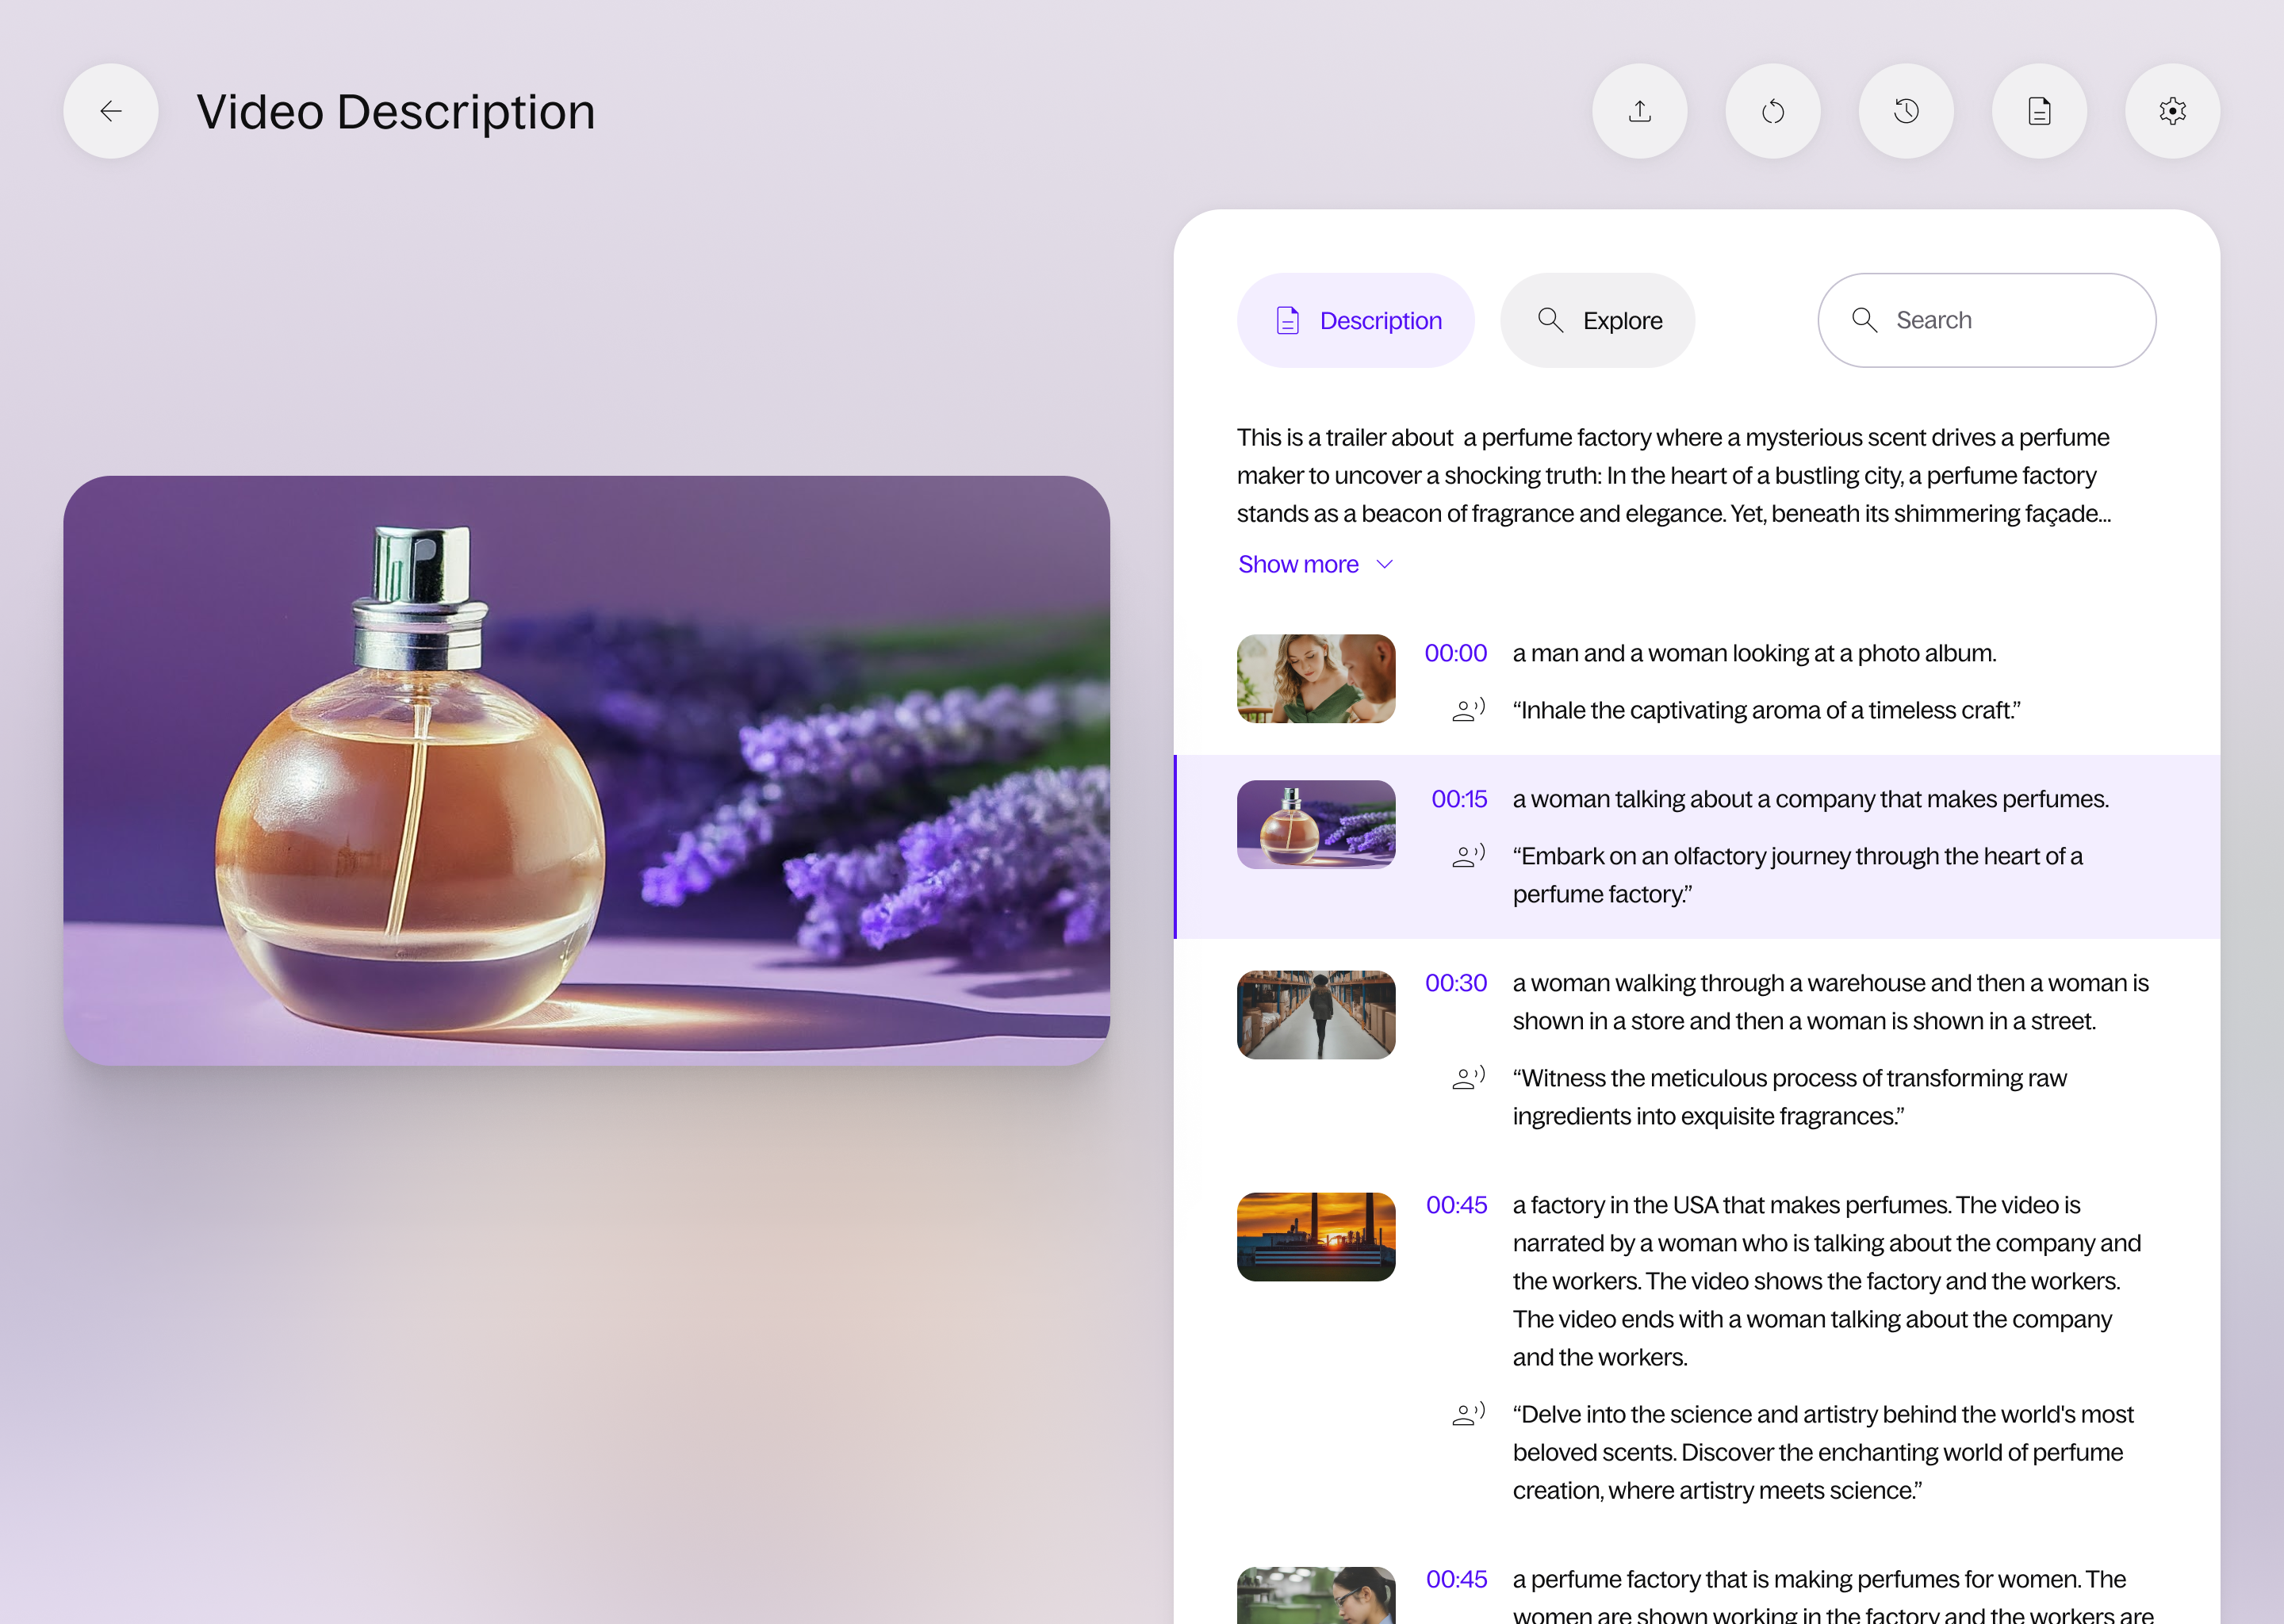 Video Description
Description
Explore
Search
This is a trailer about  a perfume factory where a mysterious scent drives a perfume
maker to uncover a shocking truth: In the heart of a bustling city, a perfume factory
stands as a beacon of fragrance and elegance. Yet, beneath its shimmering façade...
Show more
00:00
a man and a woman looking at a photo album.
“Inhale the captivating aroma of a timeless craft.”
00:15
a woman talking about a company that makes perfumes.
“Embark on an olfactory journey through the heart of a
perfume factory.”
00:30
a woman walking through a warehouse and then a woman is
shown in a store and then a woman is shown in a street.
“Witness the meticulous process of transforming raw
ingredients into exquisite fragrances.”
00:45
a factory in the USA that makes perfumes. The video is
narrated by a woman who is talking about the company and
the workers. The video shows the factory and the workers.
The video ends with a woman talking about the company
and the workers.
“Delve into the science and artistry behind the world's most
beloved scents. Discover the enchanting world of perfume
creation, where artistry meets science.”
00:45
a perfume factory that is making perfumes for women. The
women are shown working in the factory and the workers are